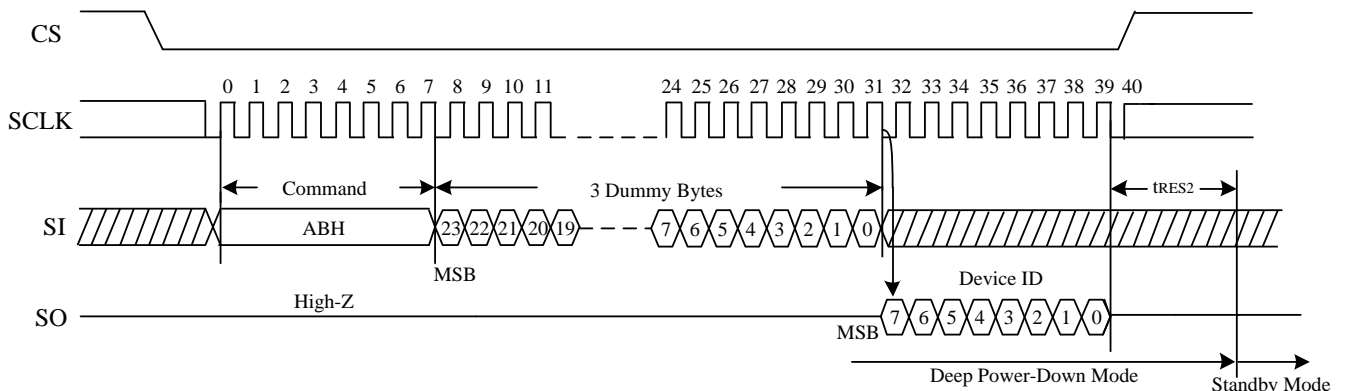 CS
0 1 2 3 4 5 6 7 8 9 10 11 24 25 26 27 28 29 30 31 32 33 34 35 36 37 38 39 40
SCLK
Command 3 Dummy Bytes tRES2
SI ABH 23 22 21 20 19 7 6 5 4 3 2 1 0
MSB
High-Z Device ID
SO 7 6 5 4 3 2 1 0
MSB
Deep Power-Down Mode Standby Mode